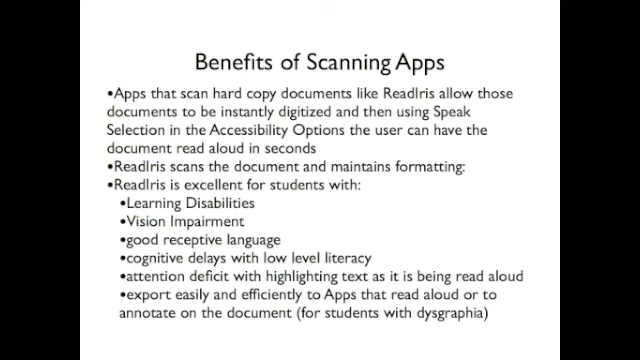 Benefits of Scanning Apps
•Apps that scan hard copy documents like ReadIris allow those
documents to be instantly digitized and then using Speak
Selection in the Accessibility Options the user can have the
document read aloud in seconds
•ReadIris scans the document and maintains formatting:
•ReadIris is excellent for students with:
•Learning Disabilities
•Vision Impairment
•good receptive language
•cognitive delays with low level literacy
•attention deficit with highlighting text as it is being read aloud
•export easily and efficiently to Apps that read aloud or to
annotate on the document (for students with dysgraphia)